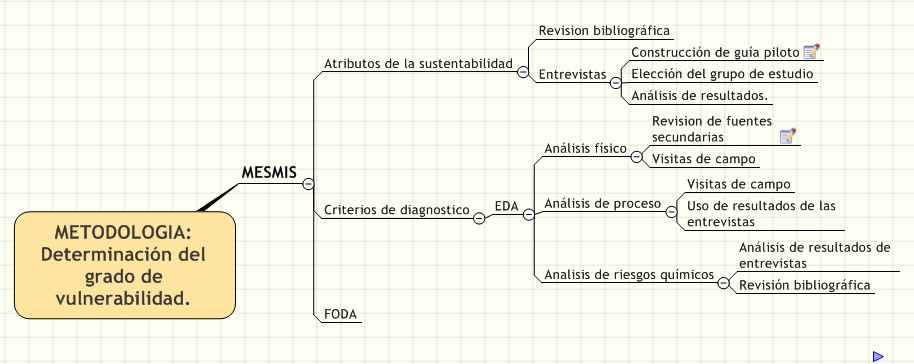 METODOLOGIA:
Determinación del
grado de
vulnerabilidad.
MESMIS
Atributos de la sustentabilidad
Revision bibliográfica
Entrevistas
Construcción de guía piloto
Elección del grupo de estudio
Análisis de resultados.
Criterios de diagnostico
EDA
Análisis físico
Revision de fuentes
secundarias
Visitas de campo
Análisis de proceso
Visitas de campo
Uso de resultados de las
entrevistas
Analisis de riesgos químicos
Análisis de resultados de
entrevistas
Revisión bibliográfica
FODA